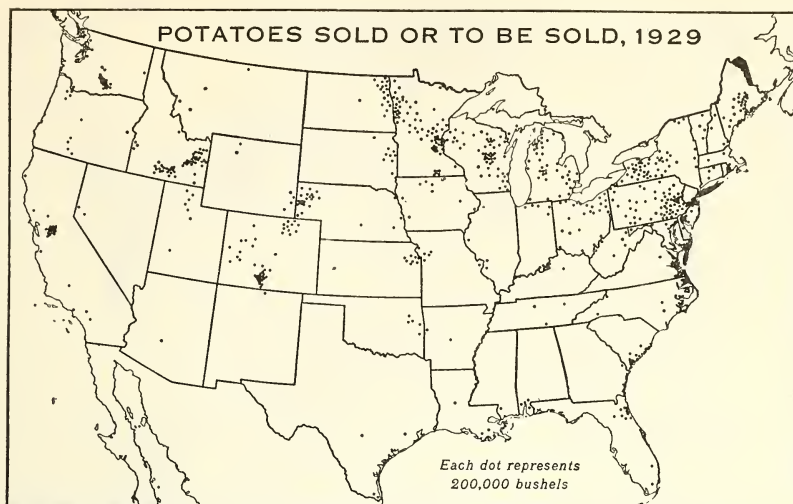 POTATOES SOLD OR TO BE SOLD, 1929
Each dot represents
200,000 bushels